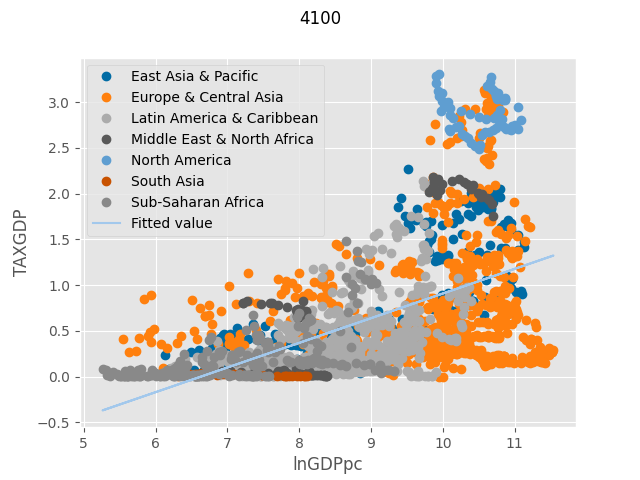 4100
East Asia & Pacific
Europe & Central Asia
Latin America & Caribbean
Middle East & North Africa
North America
South Asia
Sub-Saharan Africa
Fitted value
TAXGDP
3.0
2.5
2.0
1.5
1.0
0.5
0.0
−0.5
5 6 7 8 9 10 11
lnGDPpc